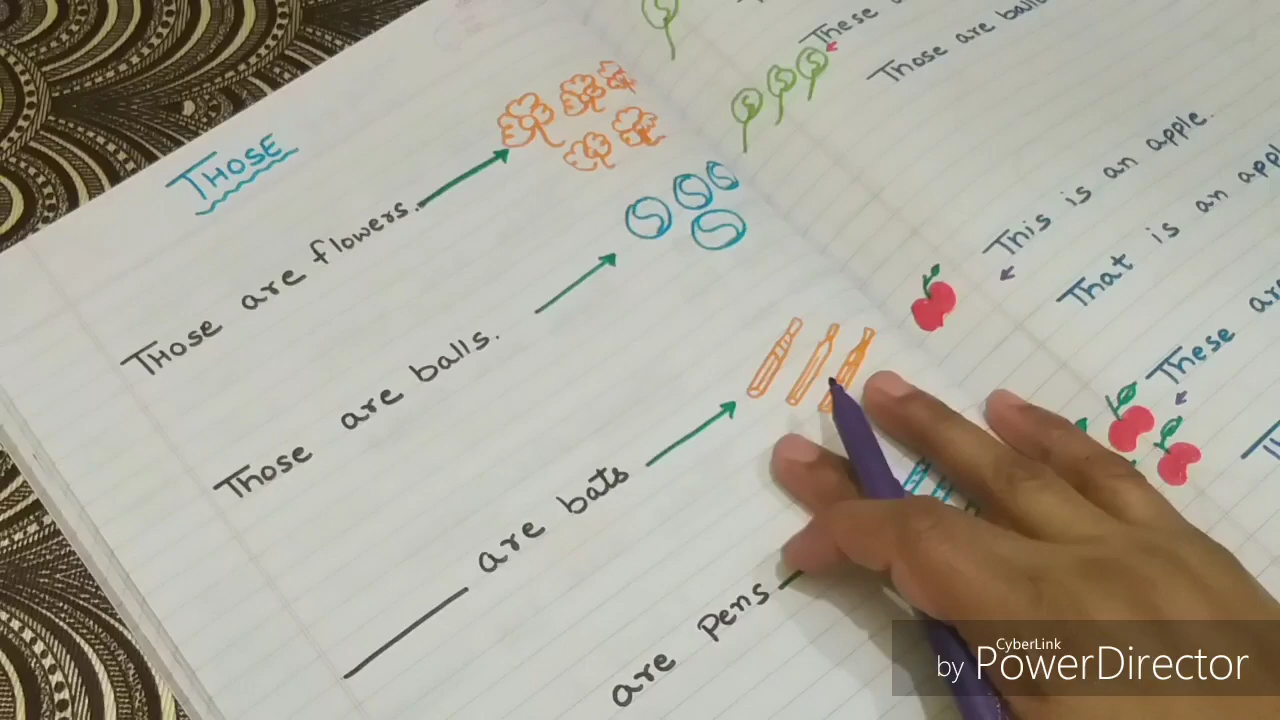 THOSE
Those are flowers.
Those are balls.
are bats
are Pens
These
Those are balls
This is an apple.
That is an
These are
by CyberLink PowerDirector